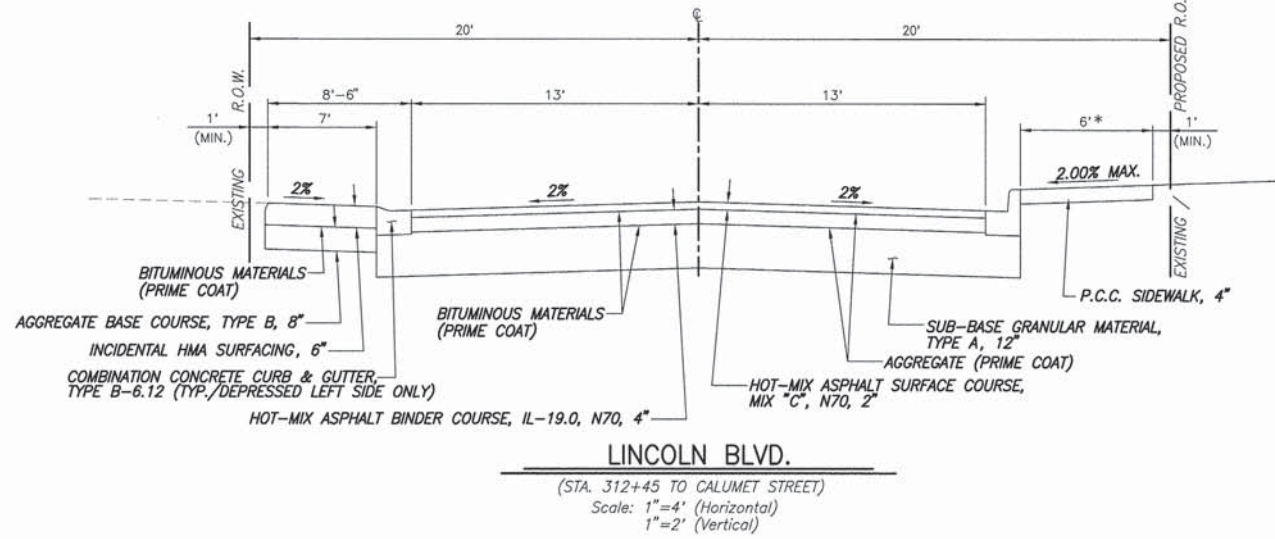 ℄
20'
20'
EXISTING R.O.W.
EXISTING / PROPOSED R.O.
8'-6"
13'
13'
1'
(MIN.)
7'
6'*
1'
(MIN.)
2%
2%
2%
2.00% MAX.
BITUMINOUS MATERIALS
(PRIME COAT)
AGGREGATE BASE COURSE, TYPE B, 8"
INCIDENTAL HMA SURFACING, 6"
COMBINATION CONCRETE CURB & GUTTER,
TYPE B-6.12 (TYP./DEPRESSED LEFT SIDE ONLY)
HOT-MIX ASPHALT BINDER COURSE, IL-19.0, N70, 4"
BITUMINOUS MATERIALS
(PRIME COAT)
P.C.C. SIDEWALK, 4"
SUB-BASE GRANULAR MATERIAL,
TYPE A, 12"
AGGREGATE (PRIME COAT)
HOT-MIX ASPHALT SURFACE COURSE,
MIX "C", N70, 2"
LINCOLN BLVD.
(STA. 312+45 TO CALUMET STREET)
Scale: 1"=4' (Horizontal)
1"=2' (Vertical)